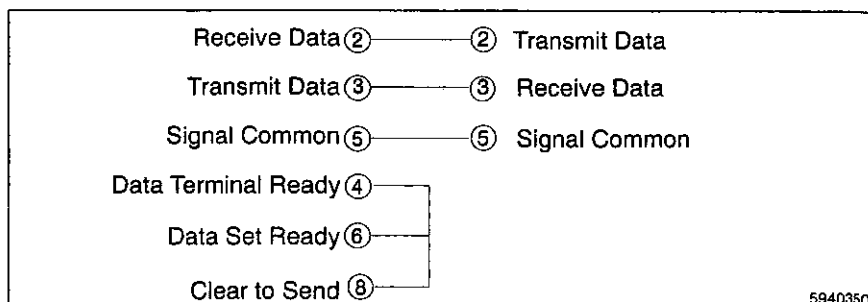 Receive Data ② ② Transmit Data
Transmit Data ③ ③ Receive Data
Signal Common ⑤ ⑤ Signal Common
Data Terminal Ready ④
Data Set Ready ⑥
Clear to Send ⑧
5940350